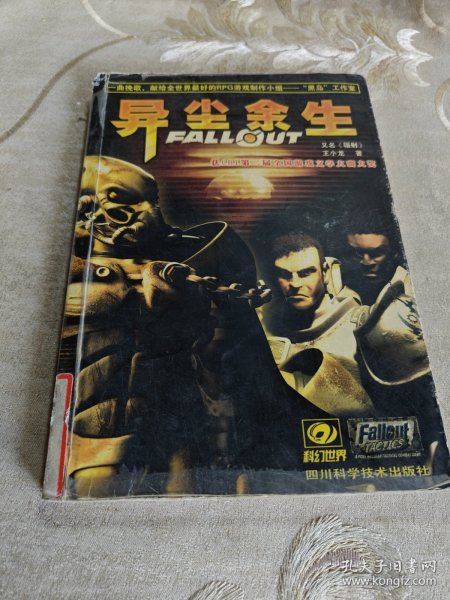 一曲挽歌，献给全世界最好的RPG游戏制作小组——“黑岛”工作室
异尘余生
FALLOUT
又名《辐射》
王小龙 著
科幻世界
Fallout
TACTICS
四川科学技术出版社
孔夫子旧书网
www.kongfz.com